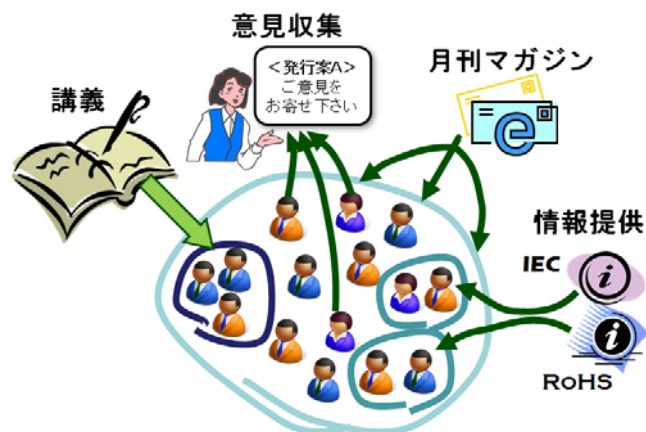 意見収集
＜発行案A＞
ご意見を
お寄せ下さい
月刊マガジン
講義
情報提供
IEC
RoHS